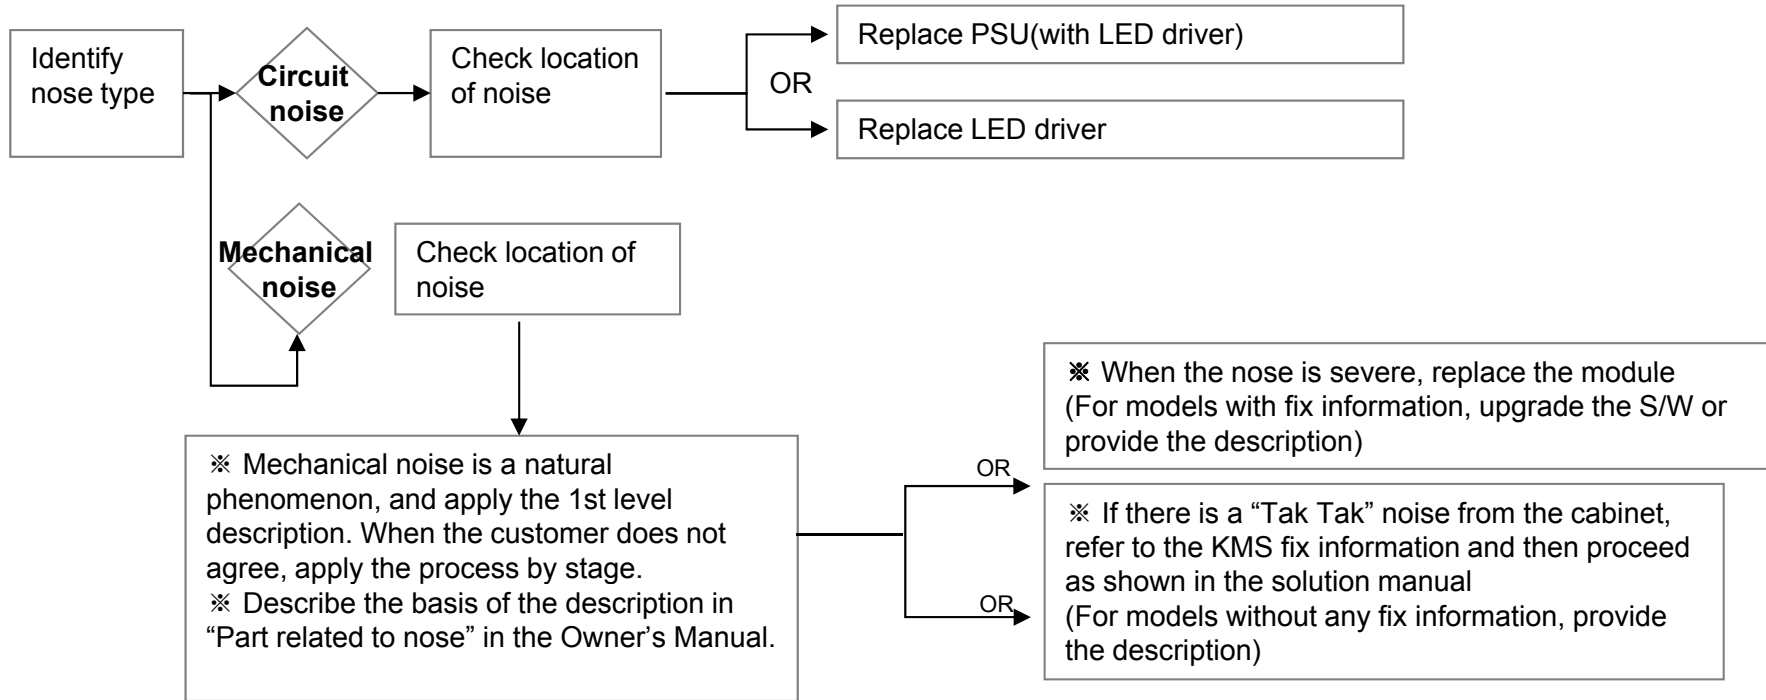 Identify
nose type
Circuit
noise
Check location
of noise
OR
Replace PSU(with LED driver)
Replace LED driver
Mechanical
noise
Check location of
noise
※ Mechanical noise is a natural
phenomenon, and apply the 1st level
description. When the customer does not
agree, apply the process by stage.
※ Describe the basis of the description in
“Part related to nose” in the Owner’s Manual.
OR
OR
※ When the nose is severe, replace the module
(For models with fix information, upgrade the S/W or
provide the description)
※ If there is a “Tak Tak” noise from the cabinet,
refer to the KMS fix information and then proceed
as shown in the solution manual
(For models without any fix information, provide
the description)